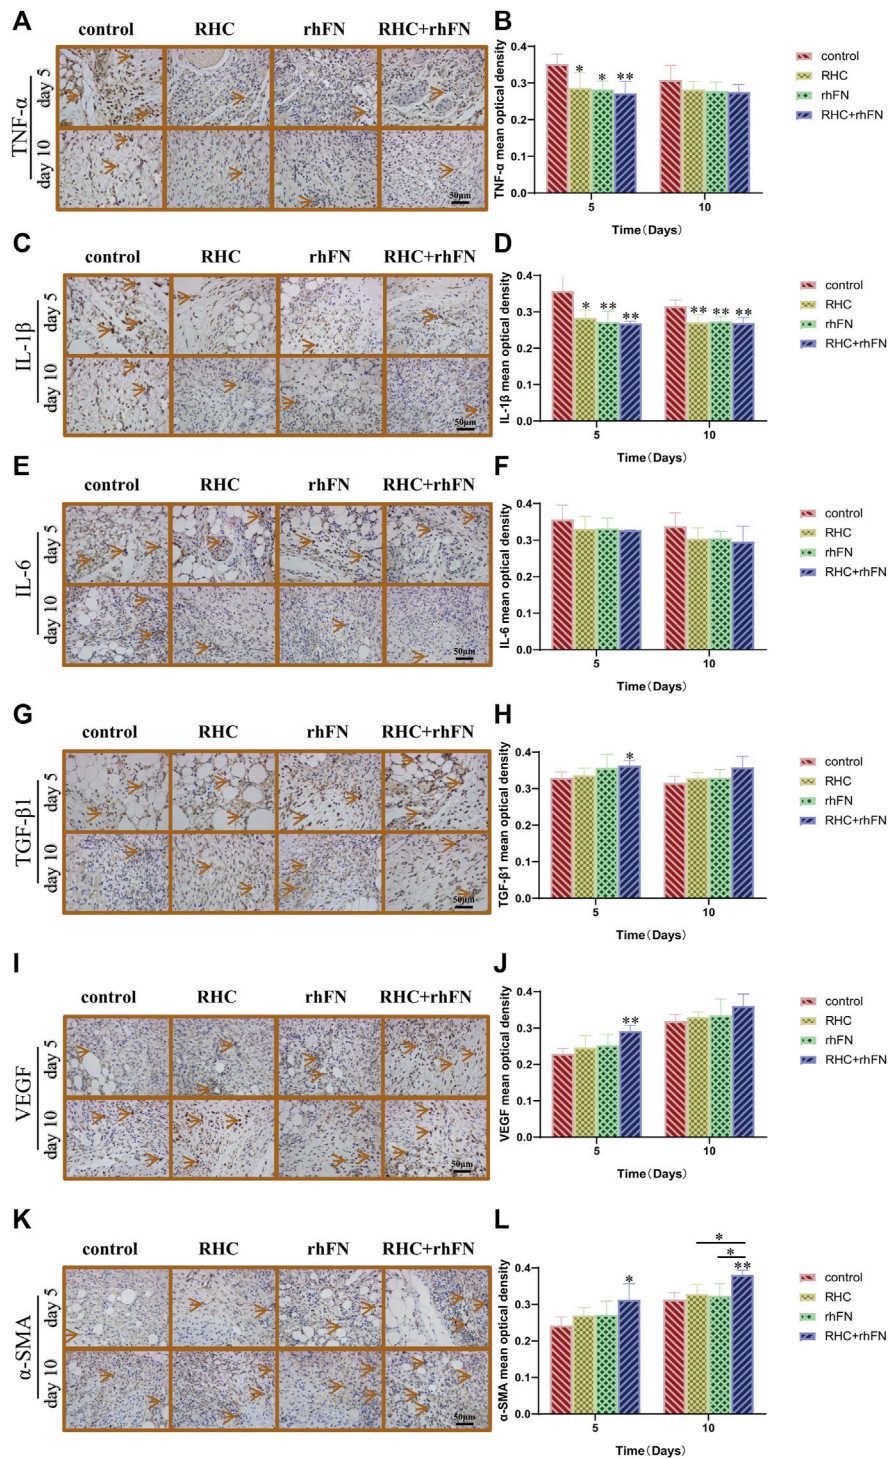 A
control RHC rhFN RHC+rhFN
TNF-α
day 5
day 10
50μm
B
TNF-α mean optical density
0.4
0.3
0.2
0.1
0.0
* * **
5 10
Time(Days)
control
RHC
rhFN
RHC+rhFN
C
control RHC rhFN RHC+rhFN
IL-1β
day 5
day 10
50μm
D
IL-1β mean optical density
0.4
0.3
0.2
0.1
0.0
* ** ** ** ** **
5 10
Time(Days)
control
RHC
rhFN
RHC+rhFN
E
control RHC rhFN RHC+rhFN
IL-6
day 5
day 10
50μm
F
IL-6 mean optical density
0.4
0.3
0.2
0.1
0.0
5 10
Time(Days)
control
RHC
rhFN
RHC+rhFN
G
control RHC rhFN RHC+rhFN
TGF-β1
day 5
day 10
50μm
H
TGF-β1 mean optical density
0.4
0.3
0.2
0.1
0.0
*
5 10
Time(Days)
control
RHC
rhFN
RHC+rhFN
I
control RHC rhFN RHC+rhFN
VEGF
day 5
day 10
50μm
J
VEGF mean optical density
0.4
0.3
0.2
0.1
0.0
**
5 10
Time(Days)
control
RHC
rhFN
RHC+rhFN
K
control RHC rhFN RHC+rhFN
α-SMA
day 5
day 10
50μm
L
α-SMA mean optical density
0.4
0.3
0.2
0.1
0.0
*
*
* **
5 10
Time(Days)
control
RHC
rhFN
RHC+rhFN